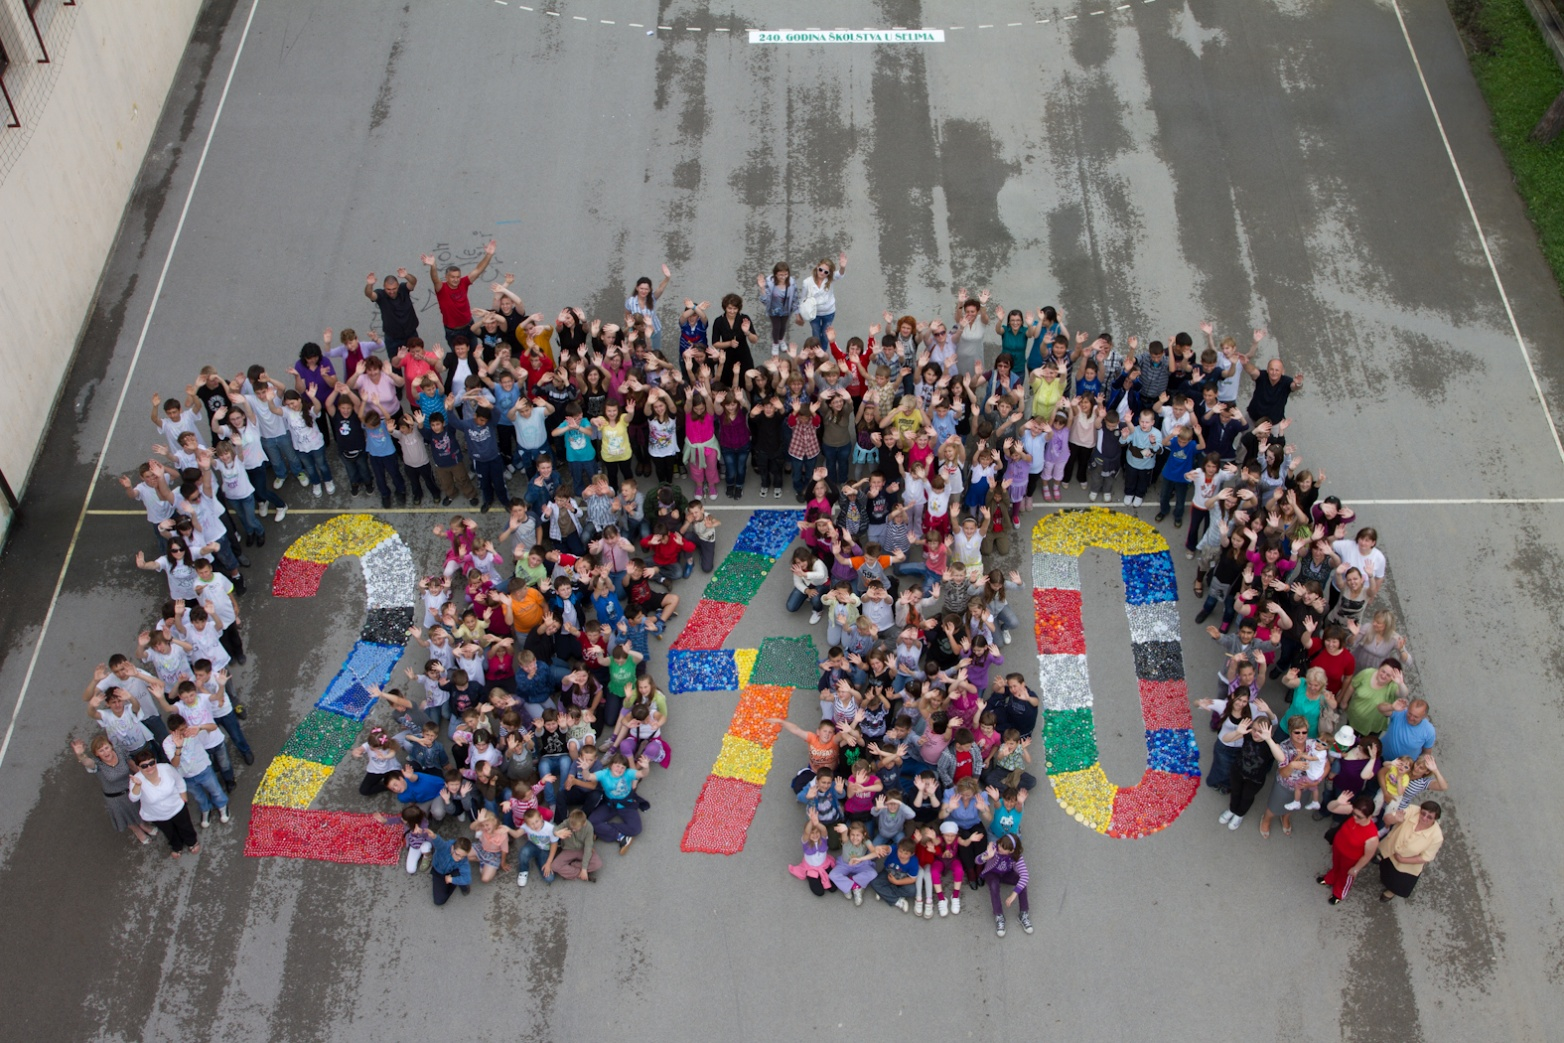 240. GODINA ŠKOLSTVA U SELIMA
240